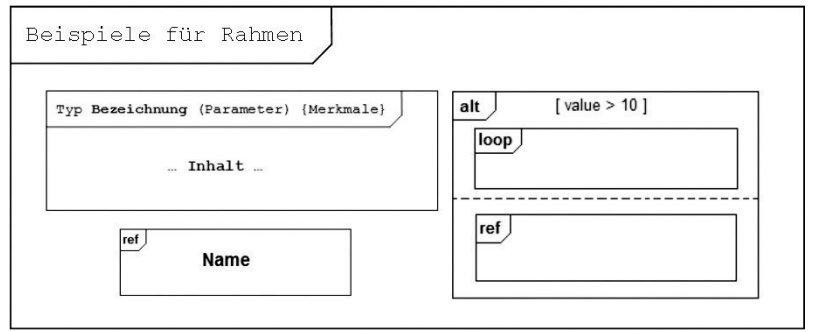 Beispiele für Rahmen
Typ Bezeichnung (Parameter) {Merkmale}
… Inhalt …
ref
Name
alt
[ value > 10 ]
loop
ref